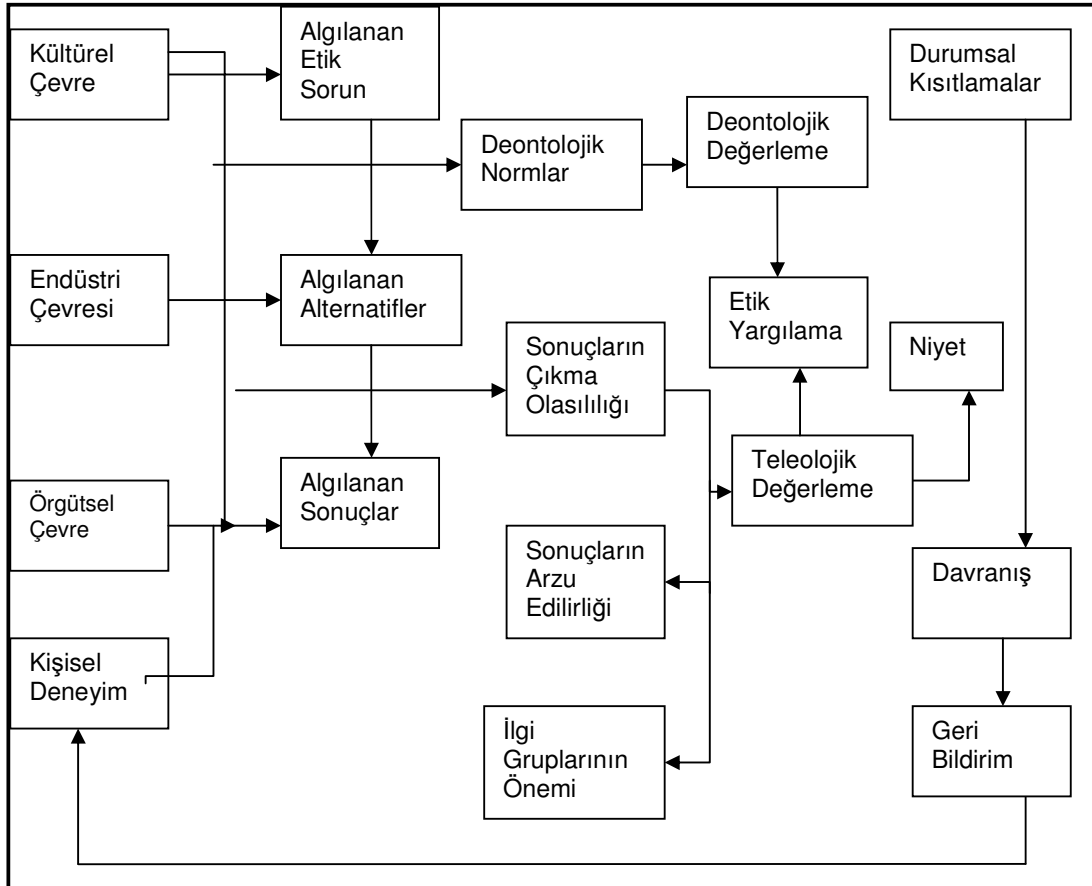 Kültürel
Çevre
Algılanan
Etik
Sorun
Durumsal
Kısıtlamalar
Deontolojik
Normlar
Deontolojik
Değerleme
Endüstri
Çevresi
Algılanan
Alternatifler
Etik
Yargılama
Sonuçların
Çıkma
Olasılılığı
Niyet
Örgütsel
Çevre
Algılanan
Sonuçlar
Teleolojik
Değerleme
Sonuçların
Arzu
Edilirliği
Davranış
Kişisel
Deneyim
İlgi
Gruplarının
Önemi
Geri
Bildirim